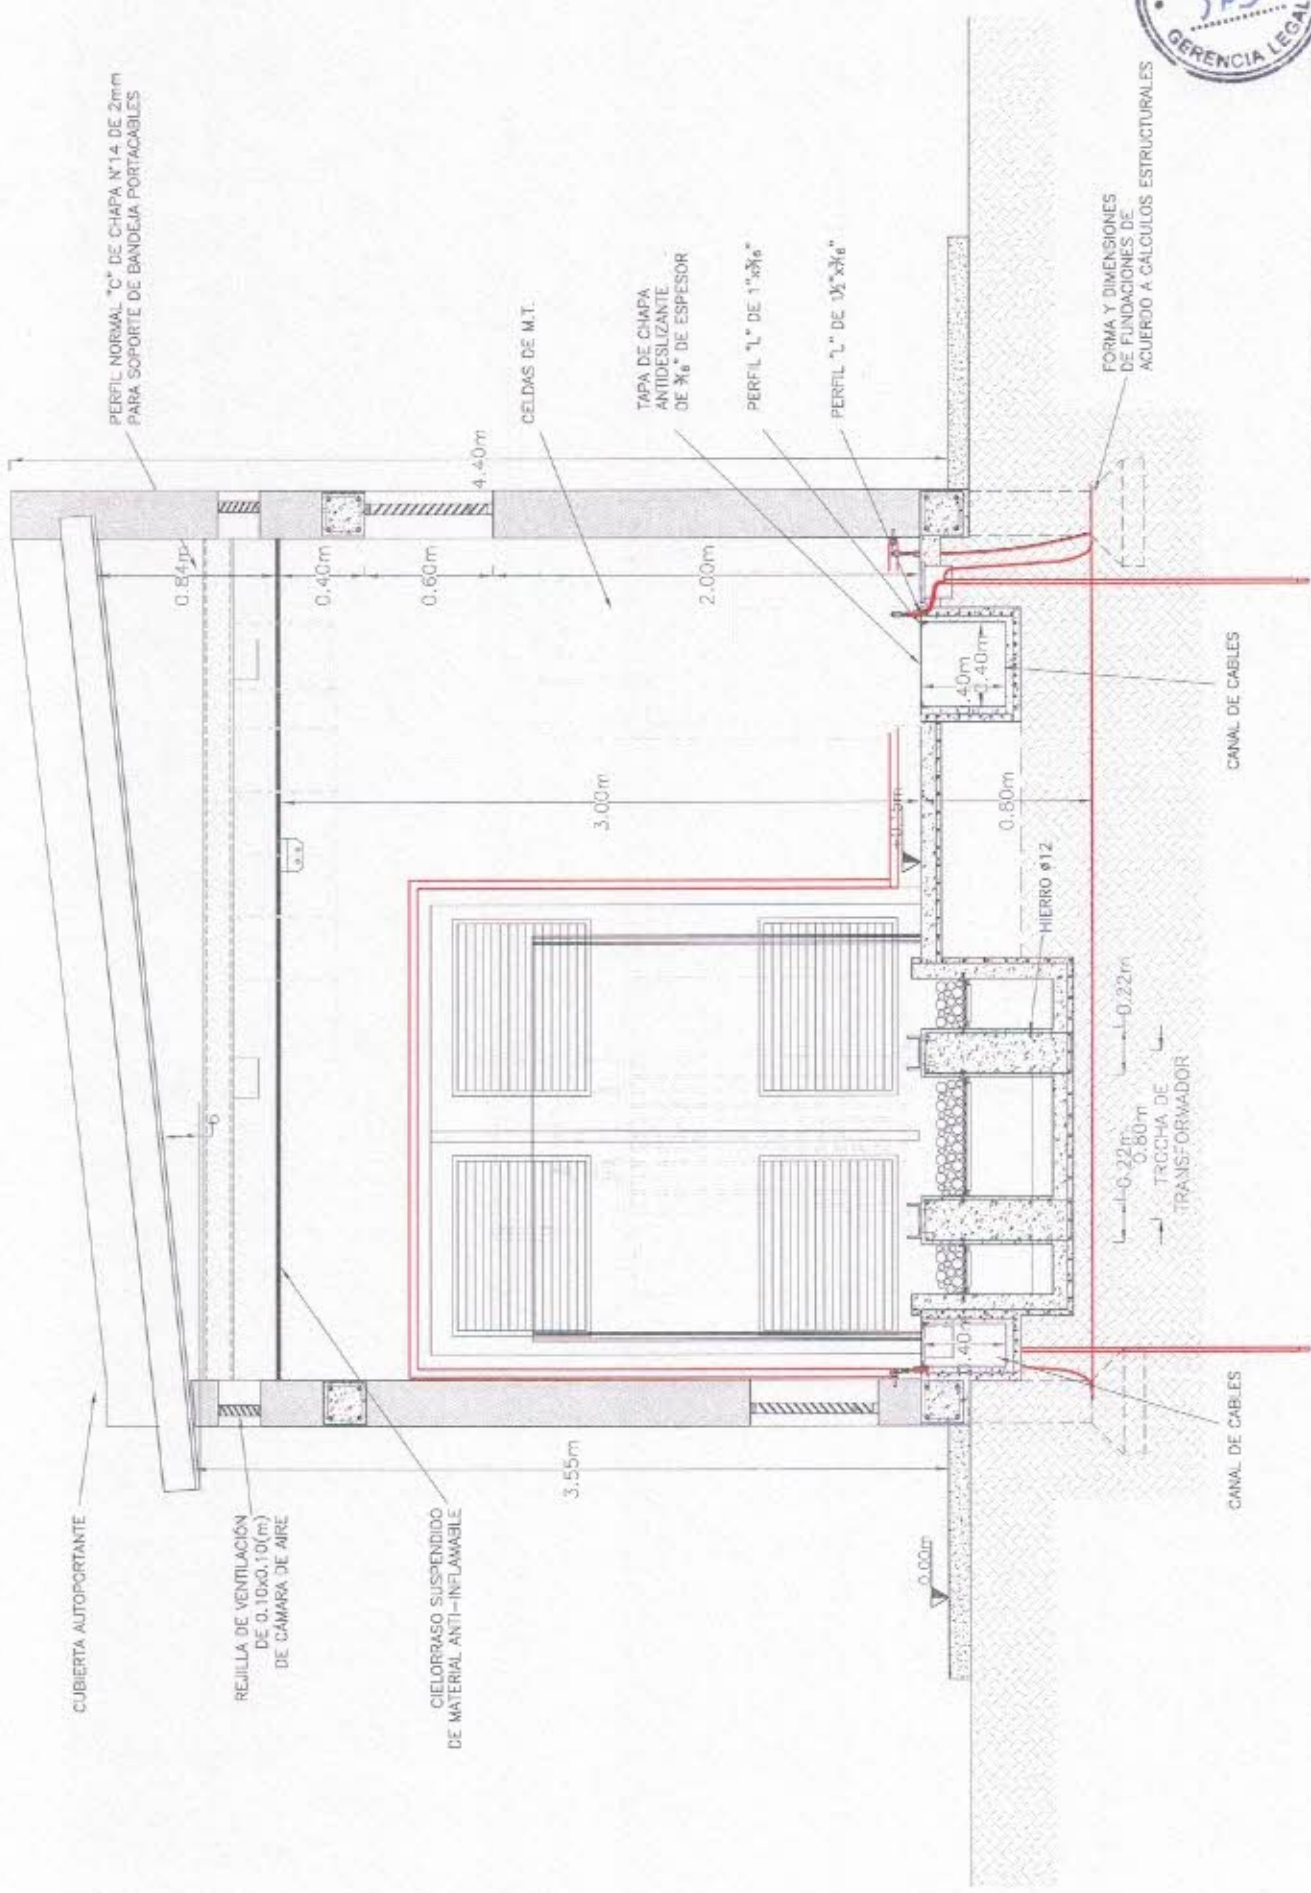 GERENCIA LEGAL
PERFIL NORMAL "C" DE CHAPA N°14 DE 2mm
PARA SOPORTE DE BANDEJA PORTACABLES
CUBIERTA AUTOPORTANTE
REJILLA DE VENTILACIÓN
DE 0.10x0.10(m)
DE CÁMARA DE AIRE
CIELORRASO SUSPENDIDO
DE MATERIAL ANTI-INFLAMABLE
CELDAS DE M.T.
TAPA DE CHAPA
ANTIDESLIZANTE
DE 3/16" DE ESPESOR
PERFIL "L" DE 1"x3/16"
PERFIL "L" DE 1/2"x3/16"
FORMA Y DIMENSIONES
DE FUNDACIONES DE
ACUERDO A CÁLCULOS ESTRUCTURALES
4.40m
0.84m
0.40m
0.60m
2.00m
3.00m
3.55m
0.00m
0.80m
.40m
0.40m
.40
HIERRO ø12
0.22m
0.22m
0.80m
TROCHA DE
TRANSFORMADOR
CANAL DE CABLES
CANAL DE CABLES